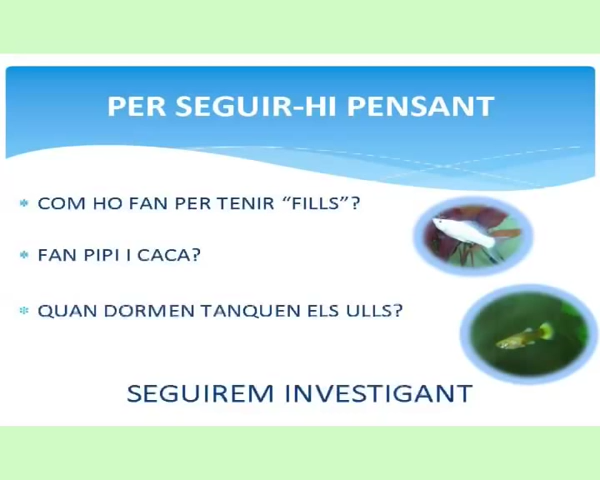 PER SEGUIR-HI PENSANT
COM HO FAN PER TENIR “FILLS”?
FAN PIPI I CACA?
QUAN DORMEN TANQUEN ELS ULLS?
SEGUIREM INVESTIGANT